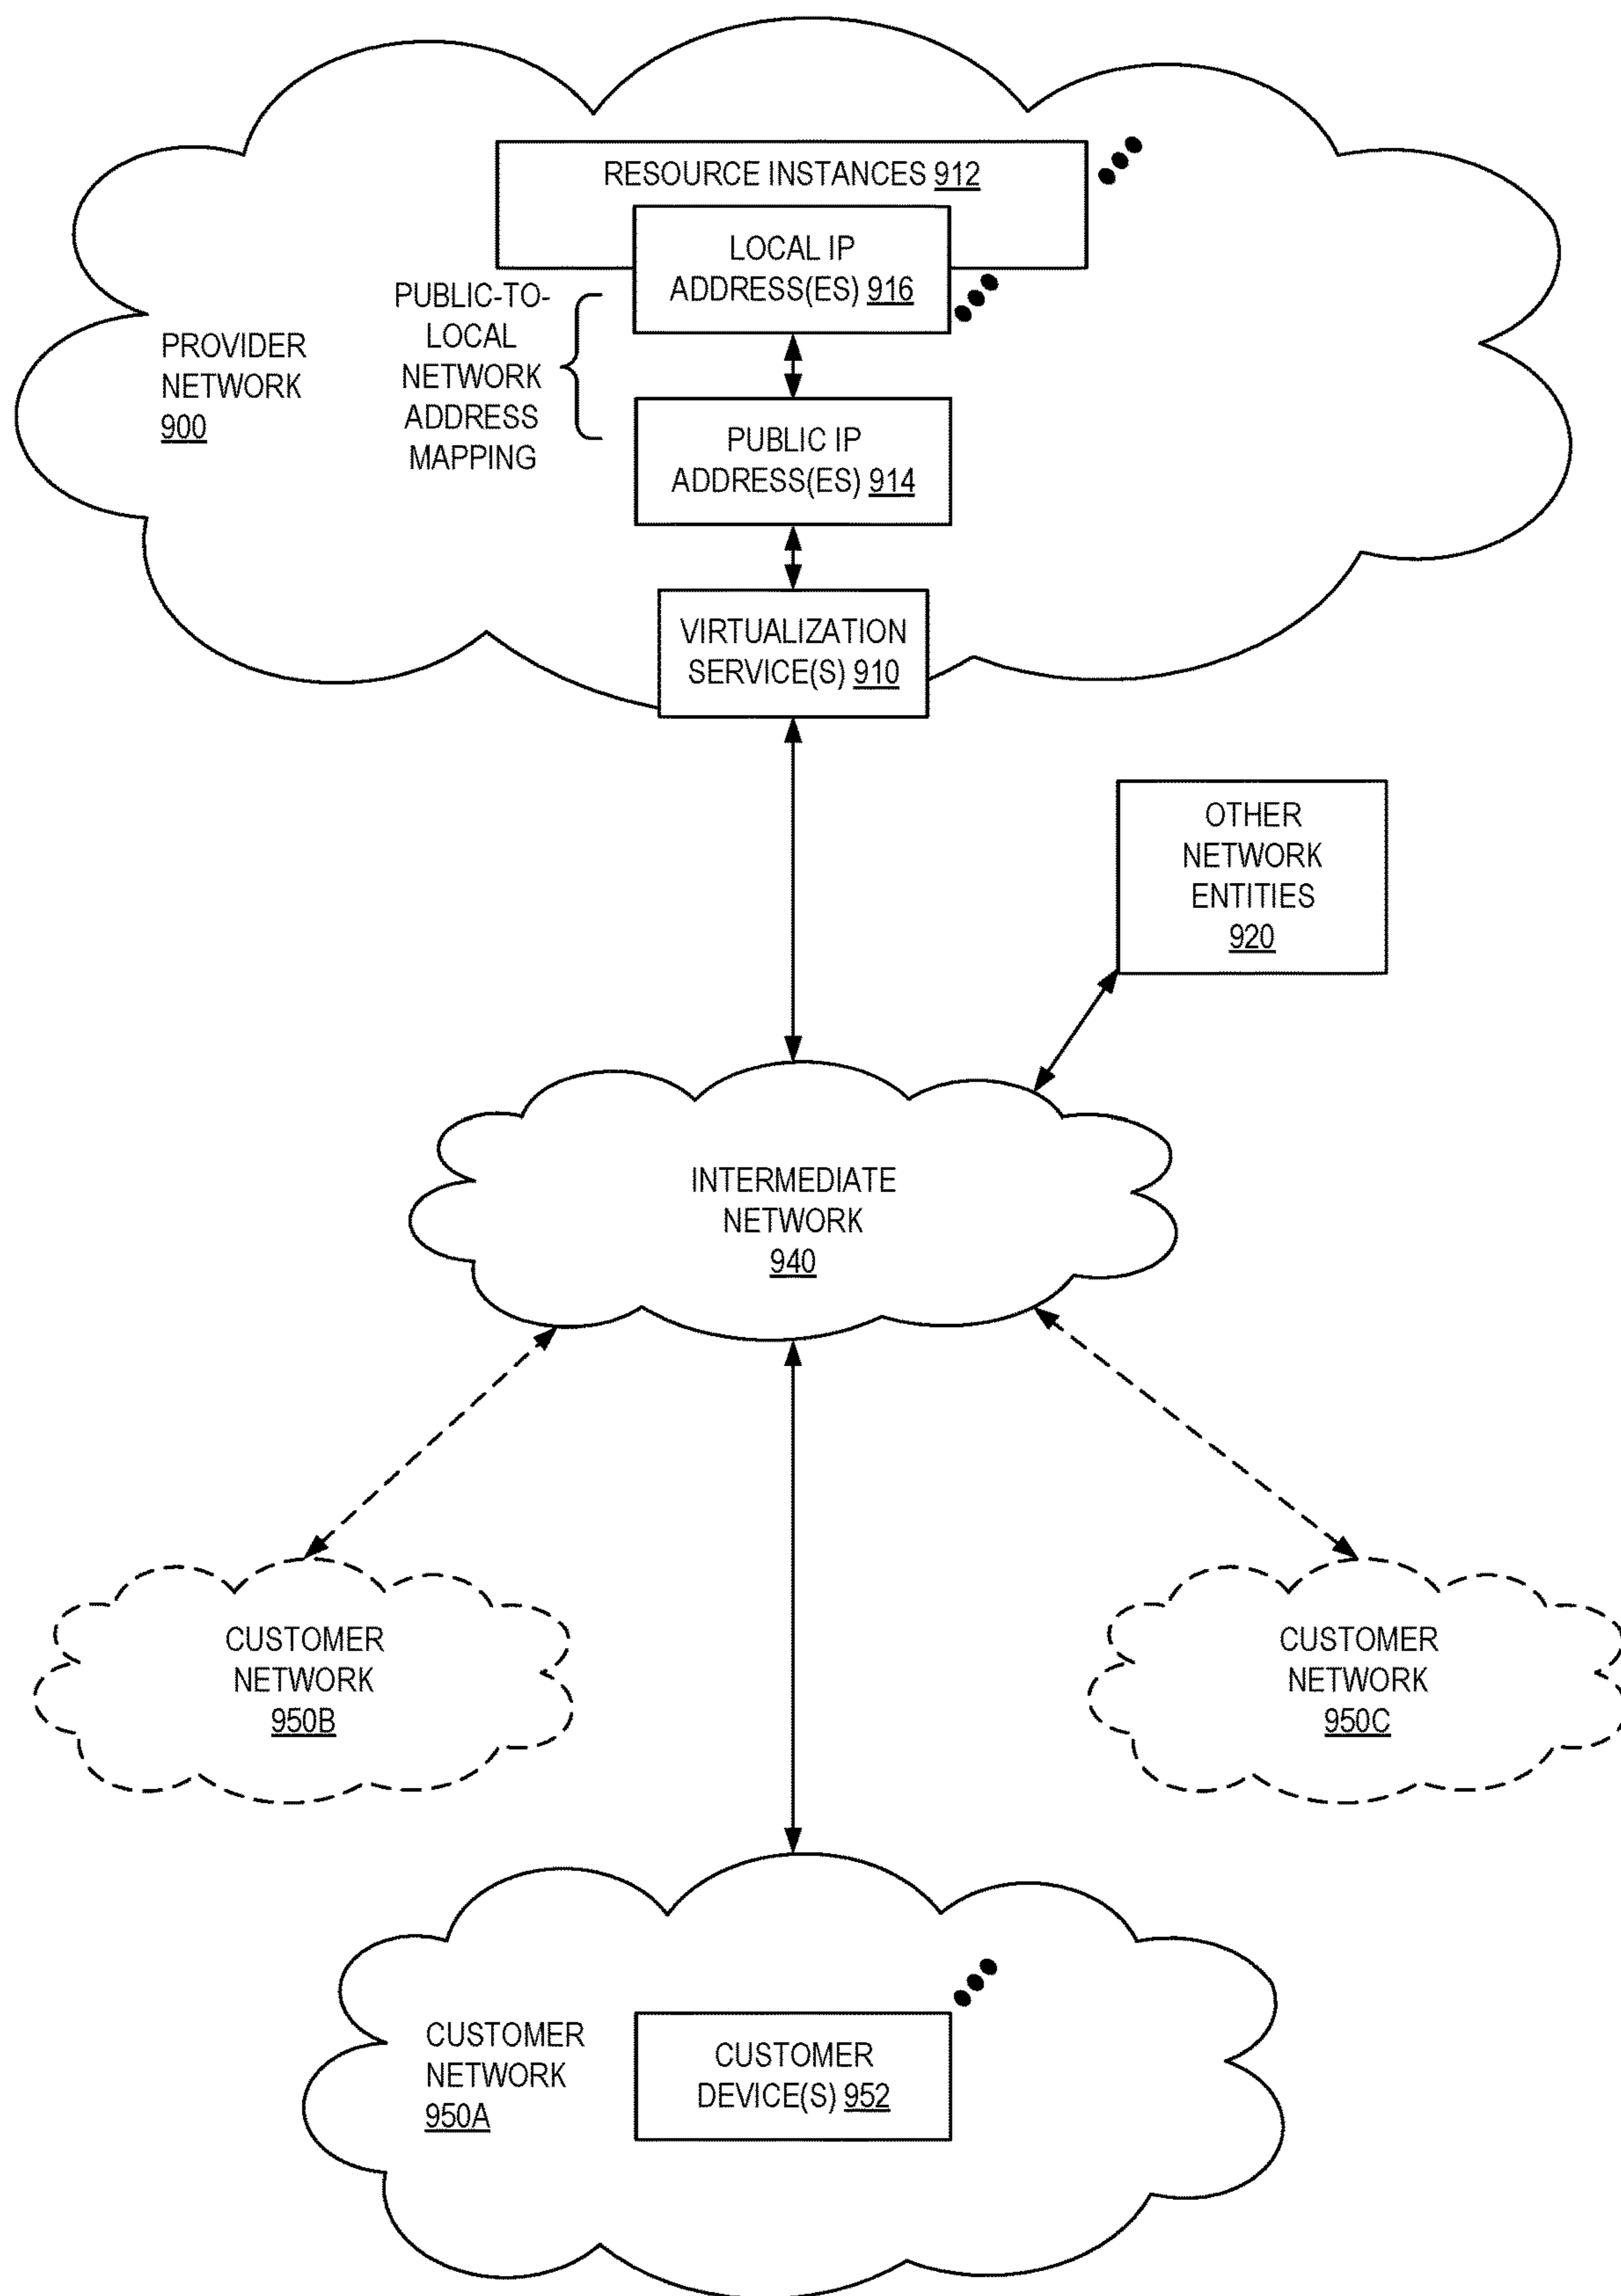 RESOURCE INSTANCES 912
LOCAL IP
ADDRESS(ES) 916
PUBLIC-TO-
LOCAL
NETWORK
ADDRESS
MAPPING
PROVIDER
NETWORK
900
PUBLIC IP
ADDRESS(ES) 914
VIRTUALIZATION
SERVICE(S) 910
OTHER
NETWORK
ENTITIES
920
INTERMEDIATE
NETWORK
940
CUSTOMER
NETWORK
950B
CUSTOMER
NETWORK
950C
CUSTOMER
NETWORK
950A
CUSTOMER
DEVICE(S) 952